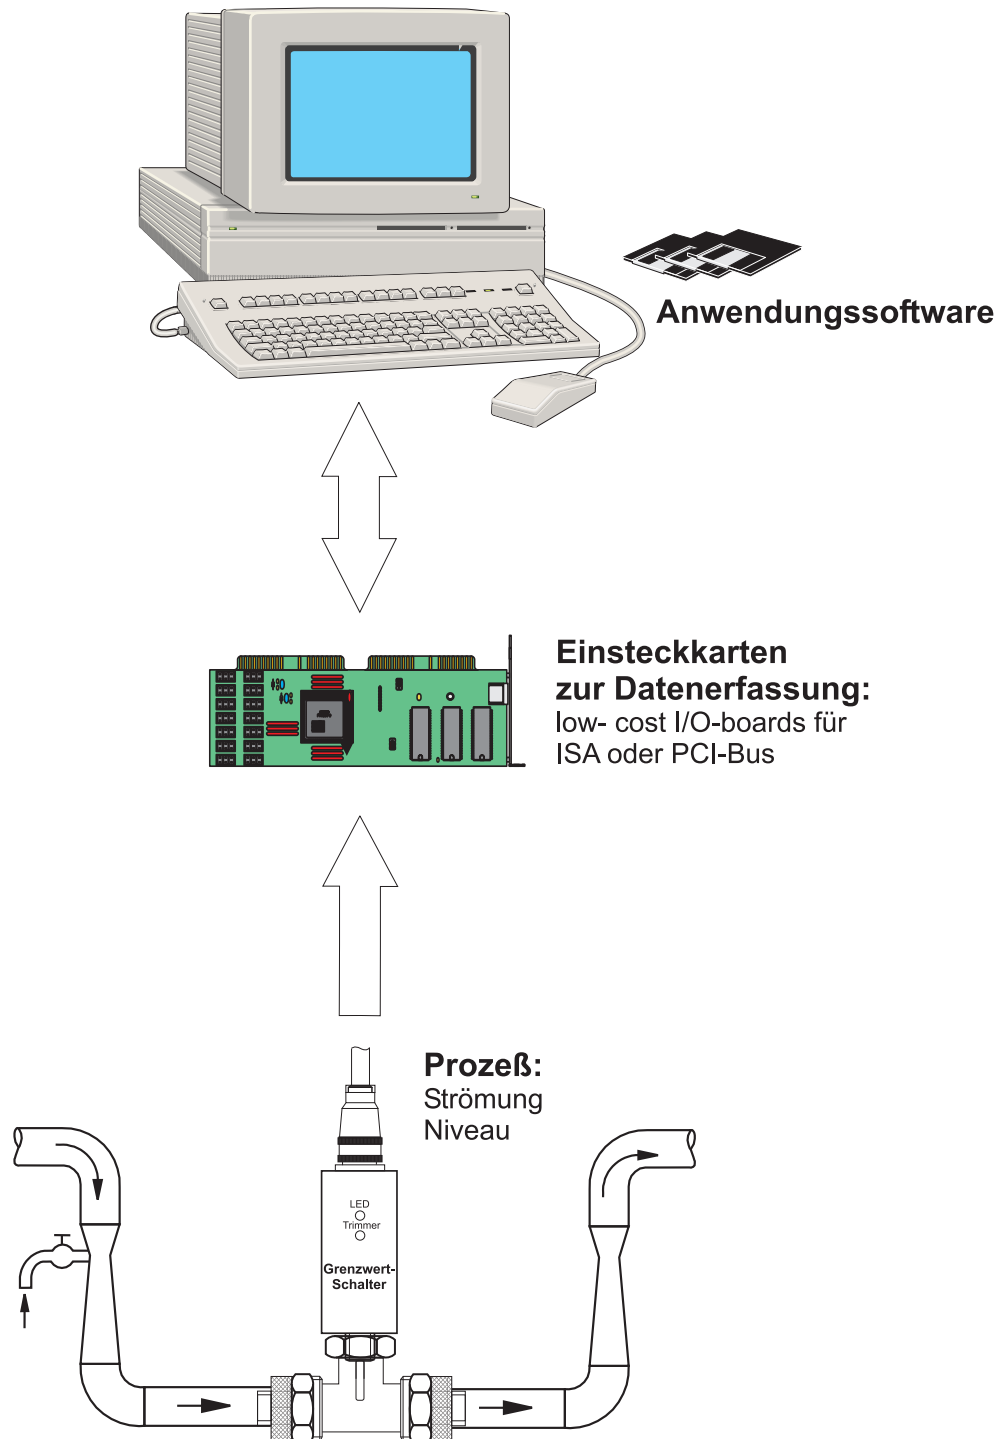 Anwendungssoftware
Einsteckkarten
zur Datenerfassung:
low- cost I/O-boards für
ISA oder PCI-Bus
Prozeß:
Strömung
Niveau
LED
Trimmer
Grenzwert-
Schalter